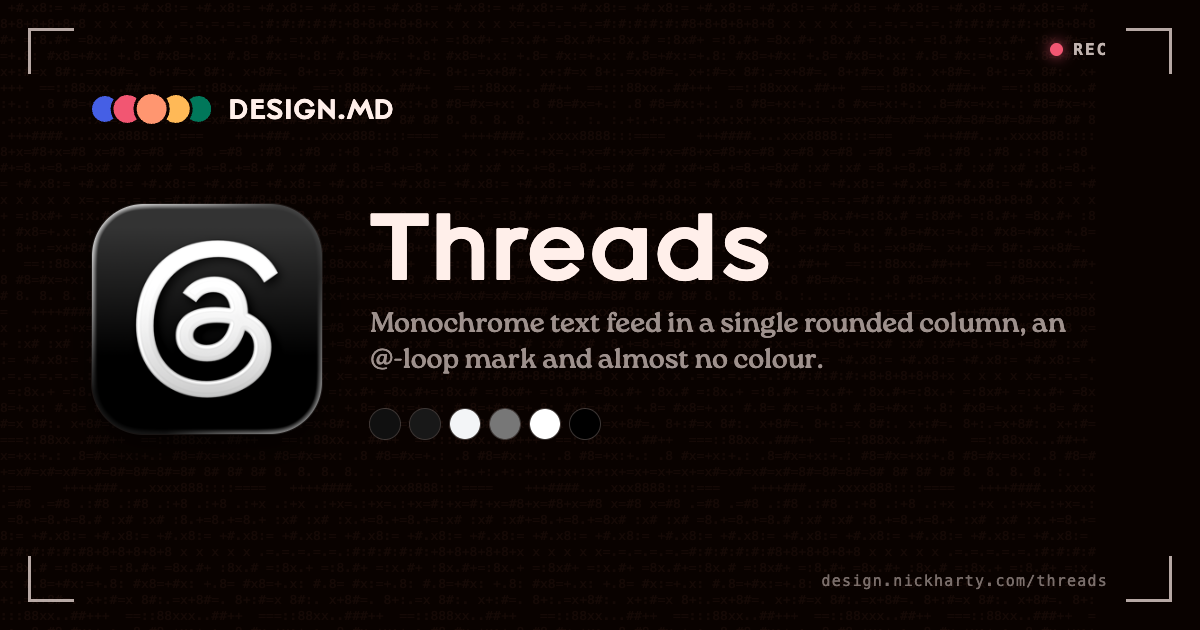 REC
DESIGN.MD
Threads
Monochrome text feed in a single rounded column, an
@-loop mark and almost no colour.
design.nickharty.com/threads